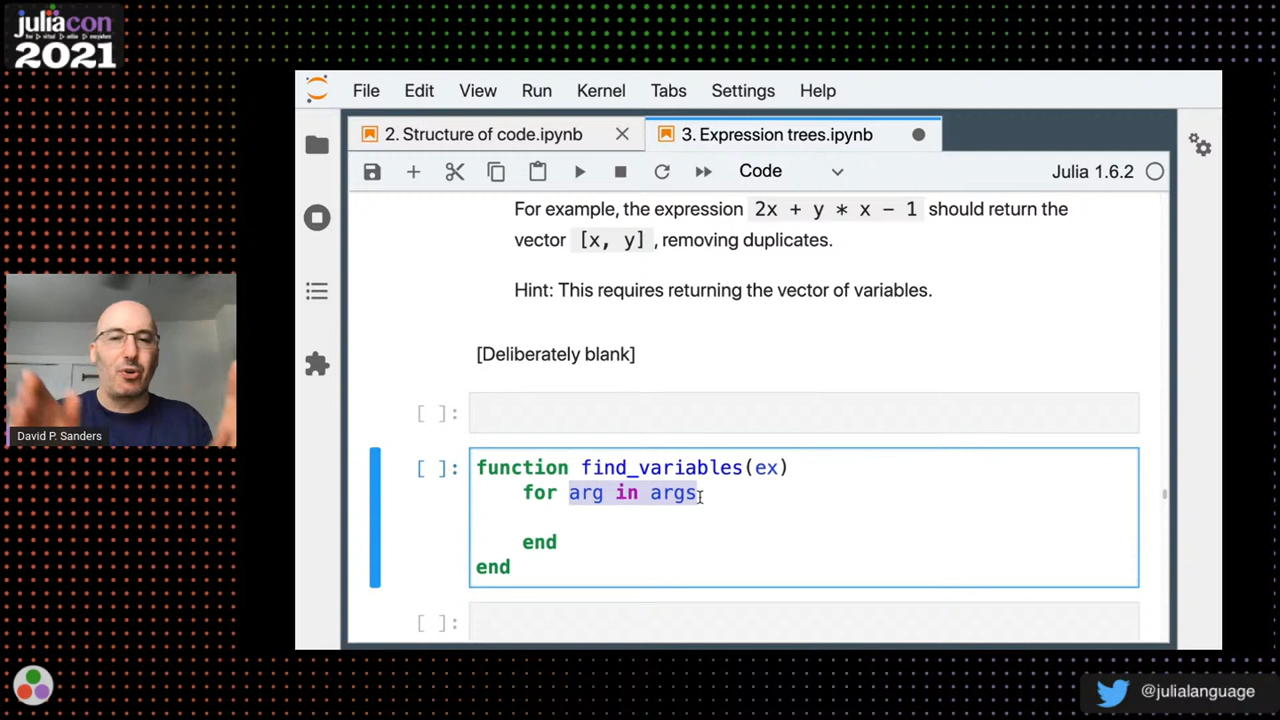 juliacon
2021
File Edit View Run Kernel Tabs Settings Help
2. Structure of code.ipynb
3. Expression trees.ipynb
Code
Julia 1.6.2
For example, the expression 2x + y * x - 1 should return the
vector [x, y] , removing duplicates.
Hint: This requires returning the vector of variables.
[Deliberately blank]
[ ]:
[ ]: function find_variables(ex)
for arg in args
end
end
[ ]:
David P. Sanders
@julialanguage